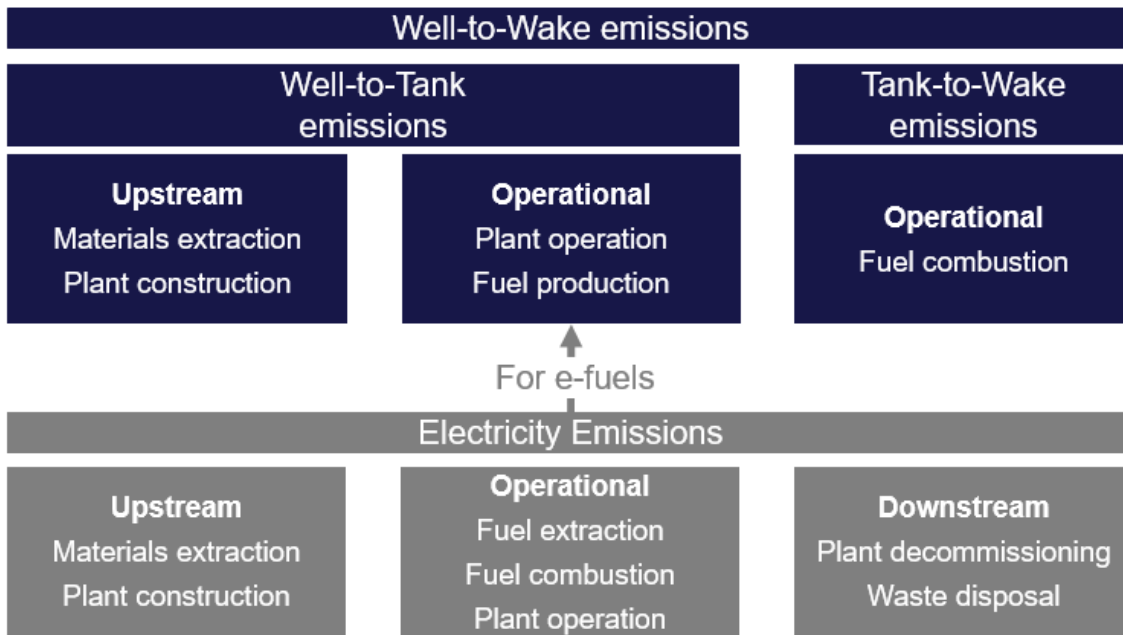 Well-to-Wake emissions
Well-to-Tank
emissions
Tank-to-Wake
emissions
Upstream
Materials extraction
Plant construction
Operational
Plant operation
Fuel production
Operational
Fuel combustion
For e-fuels
Electricity Emissions
Upstream
Materials extraction
Plant construction
Operational
Fuel extraction
Fuel combustion
Plant operation
Downstream
Plant decommissioning
Waste disposal